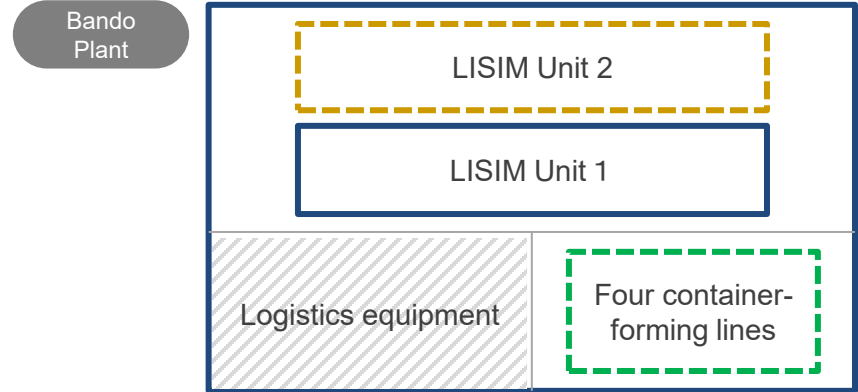 Bando
Plant
LISIM Unit 2
LISIM Unit 1
Logistics equipment
Four container-
forming lines